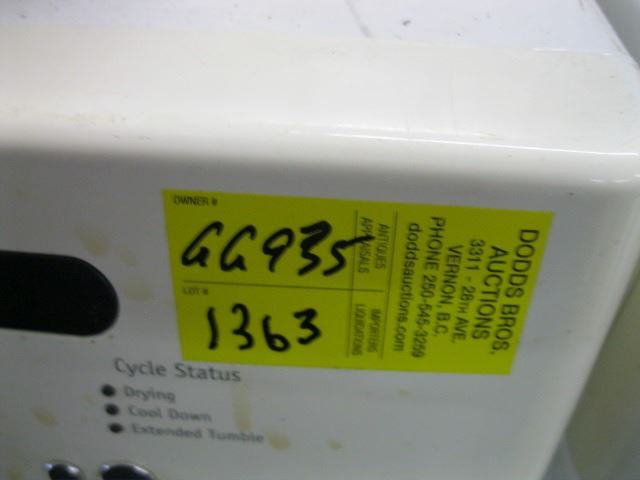 OWNER #
GG935
LOT #
1363
ANTIQUES
APPRAISALS
IMPORTERS
LIQUIDATIONS
DODDS BROS.
AUCTIONS
3311 - 28TH AVE.
VERNON, B.C.
PHONE 250-545-3259
doddsauctions.com
Cycle Status
Drying
Cool Down
Extended Tumble